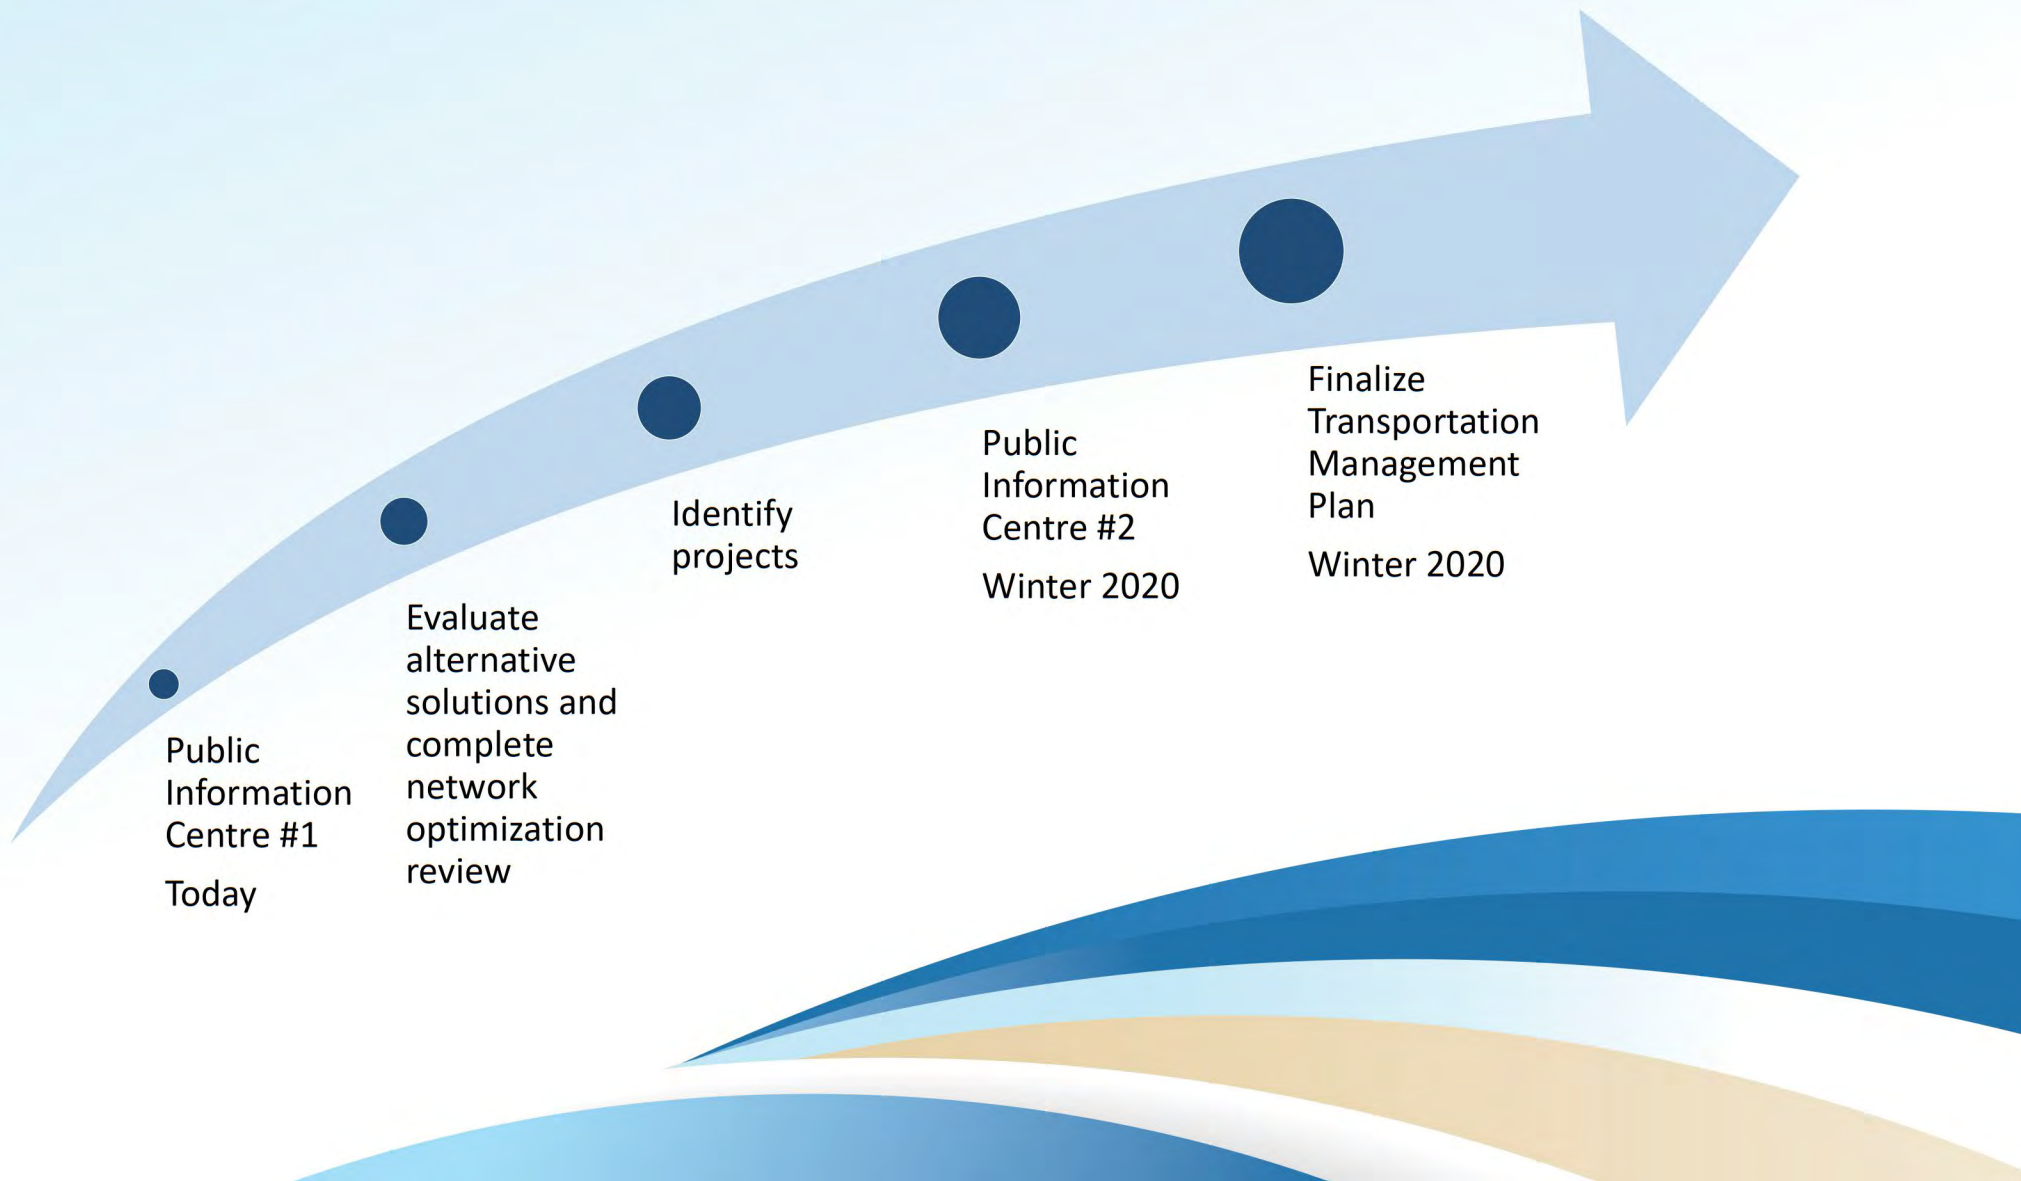 Public
Information
Centre #1
Today
Evaluate
alternative
solutions and
complete
network
optimization
review
Identify
projects
Public
Information
Centre #2
Winter 2020
Finalize
Transportation
Management
Plan
Winter 2020